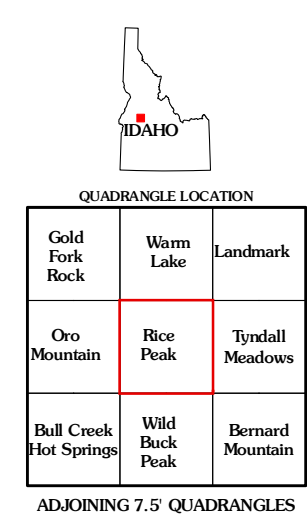 IDAHO
QUADRANGLE LOCATION
Gold
Fork
Rock
Warm
Lake
Landmark
Oro
Mountain
Rice
Peak
Tyndall
Meadows
Bull Creek
Hot Springs
Wild
Buck
Peak
Bernard
Mountain
ADJOINING 7.5' QUADRANGLES